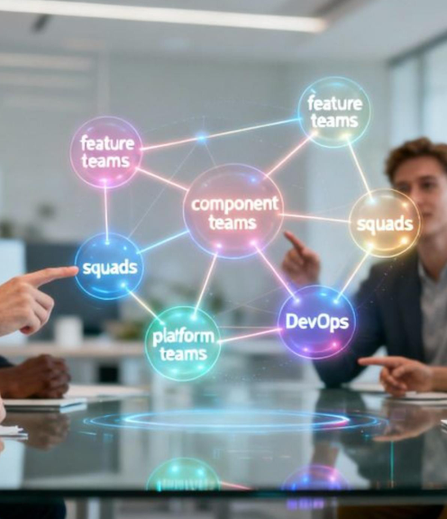 feature
teams
feature
teams
component
teams
squads
squads
DevOps
platform
teams